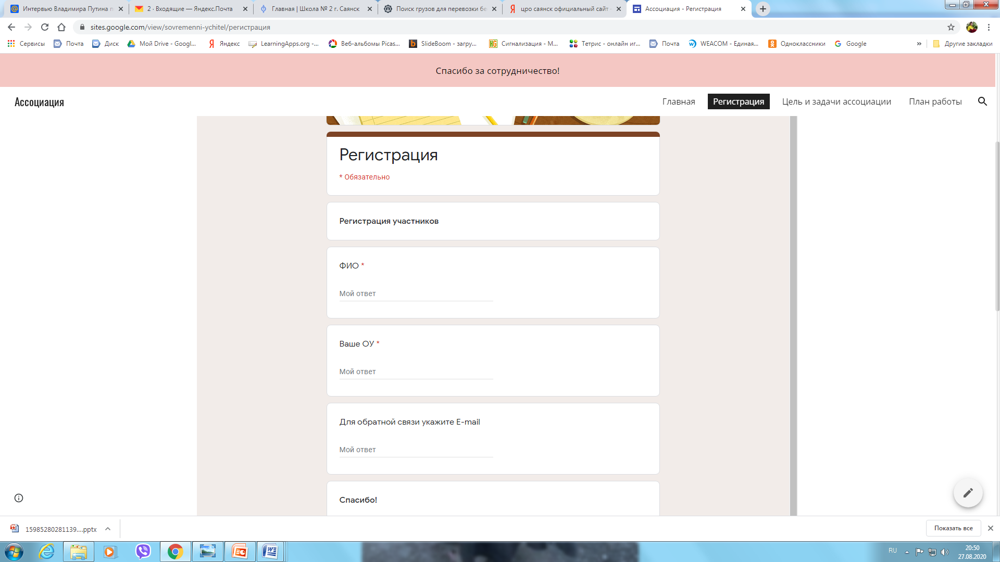 Интервью Владимира Путина п
2 · Входящие — Яндекс.Почта
Главная | Школа № 2 г. Саянск
Поиск грузов для перевозки бе
цро саянск официальный сайт
Ассоциация - Регистрация
sites.google.com/view/sovremenni-ychitel/регистрация
Сервисы
Почта
Диск
Мой Drive - Googl...
Яндекс
LearningApps.org -...
Веб-альбомы Picas...
SlideBoom - загру...
Сигнализация - М...
Тетрис - онлайн иг...
Почта
WEACOM - Единая...
Одноклассники
Google
»
Другие закладки
Спасибо за сотрудничество!
Ассоциация
Главная
Регистрация
Цель и задачи ассоциации
План работы
Регистрация
* Обязательно
Регистрация участников
ФИО *
Мой ответ
Ваше ОУ *
Мой ответ
Для обратной связи укажите E-mail
Мой ответ
Спасибо!
15985280281139....pptx
Показать все
RU
20:50
27.08.2020